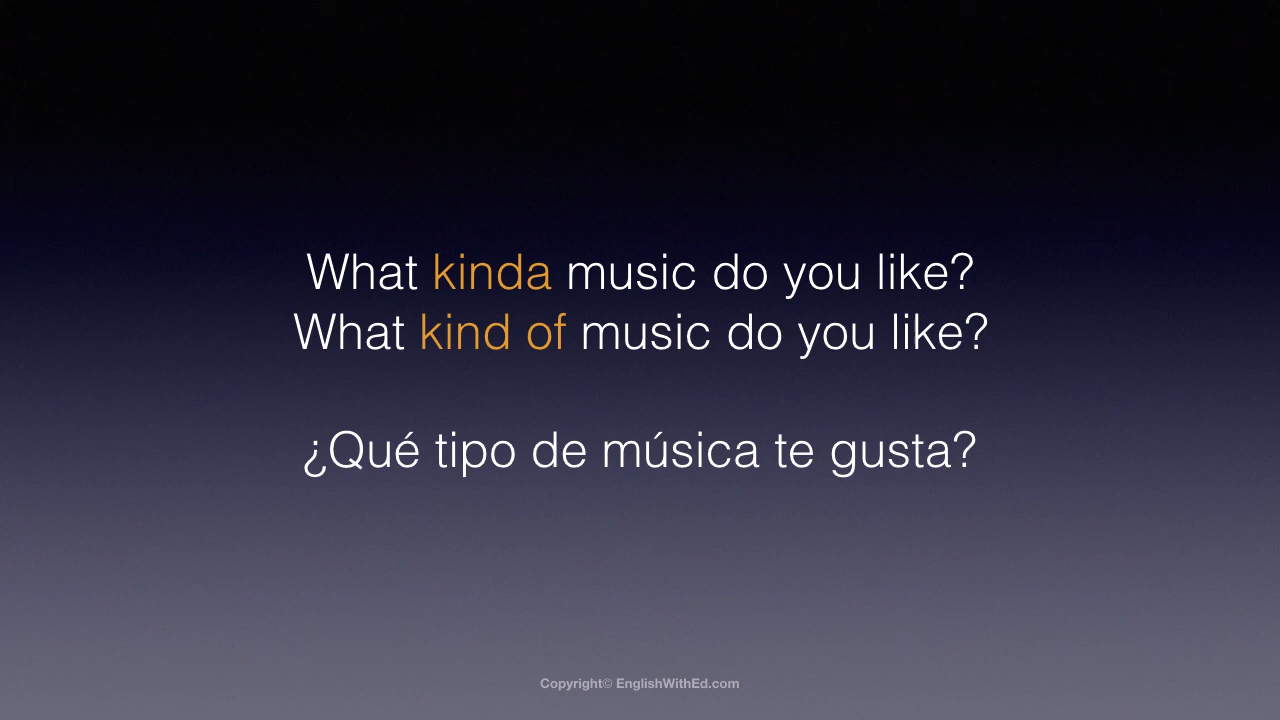 What kinda music do you like?
What kind of music do you like?
¿Qué tipo de música te gusta?
Copyright© EnglishWithEd.com